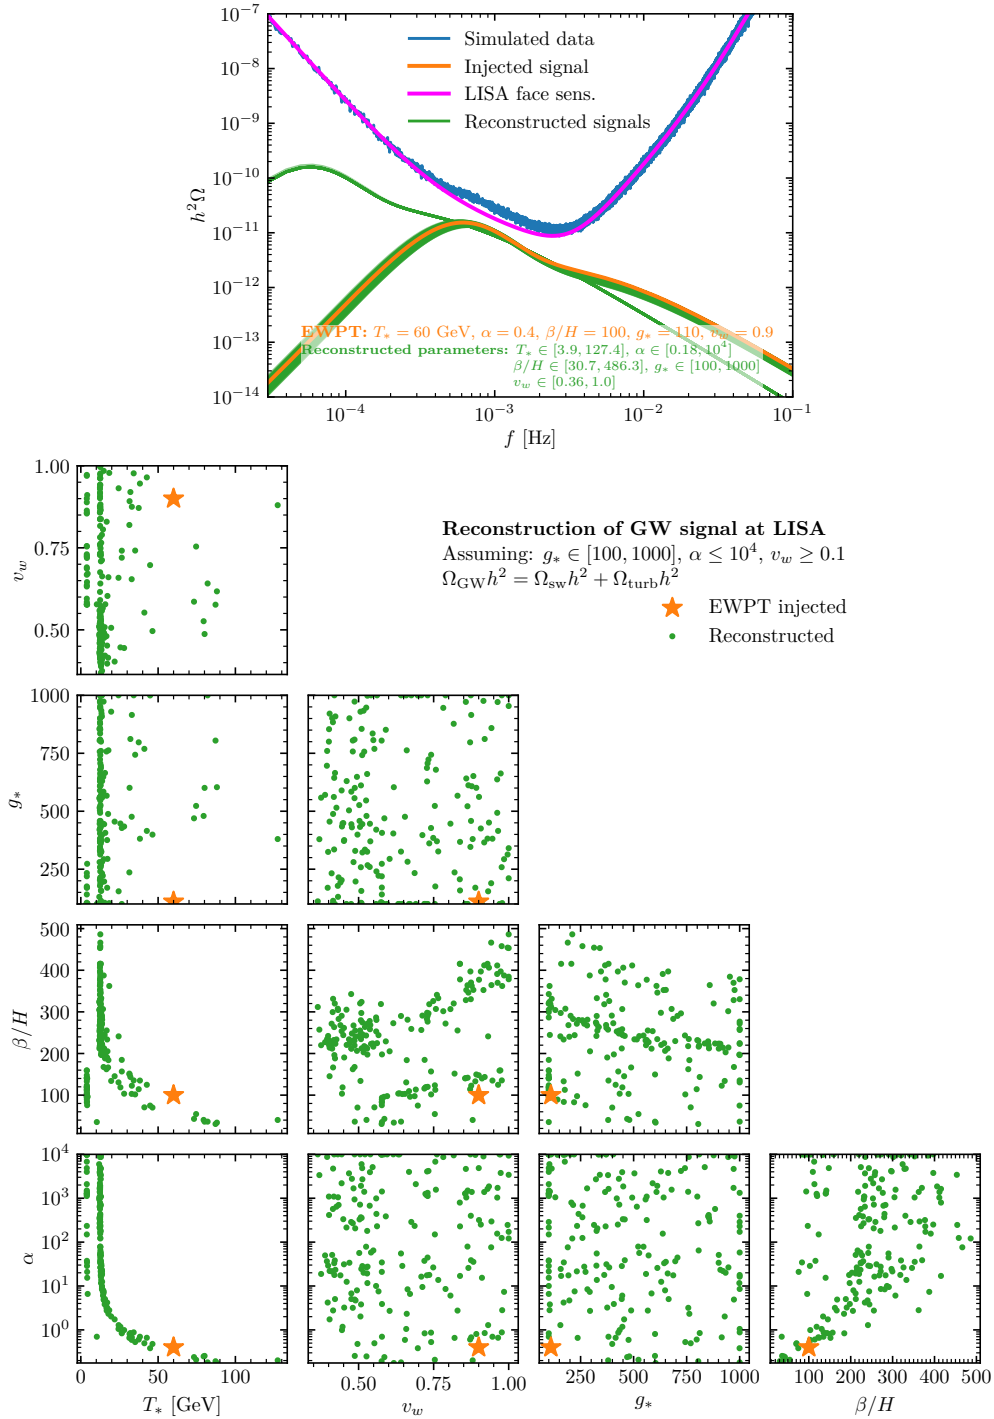 10^{-7}
10^{-8}
10^{-9}
10^{-10}
10^{-11}
10^{-12}
10^{-13}
10^{-14}
h^2 Ω
Simulated data
Injected signal
LISA face sens.
Reconstructed signals
EWPT: T_* = 60 GeV, α = 0.4, β/H = 100, g_* = 110, v_w = 0.9
Reconstructed parameters: T_* ∈ [3.9, 127.4], α ∈ [0.18, 10^4]
β/H ∈ [30.7, 486.3], g_* ∈ [100, 1000]
v_w ∈ [0.36, 1.0]
10^{-4} 10^{-3} 10^{-2} 10^{-1}
f [Hz]
1.00
0.75
0.50
v_w
Reconstruction of GW signal at LISA
Assuming: g_* ∈ [100, 1000], α ≤ 10^4, v_w ≥ 0.1
Ω_{GW}h^2 = Ω_{sw}h^2 + Ω_{turb}h^2
EWPT injected
Reconstructed
1000
750
500
250
g_*
500
400
300
200
100
β/H
10^4
10^3
10^2
10^1
10^0
α
0 50 100
T_* [GeV]
0.50 0.75 1.00
v_w
250 500 750 1000
g_*
100 200 300 400 500
β/H